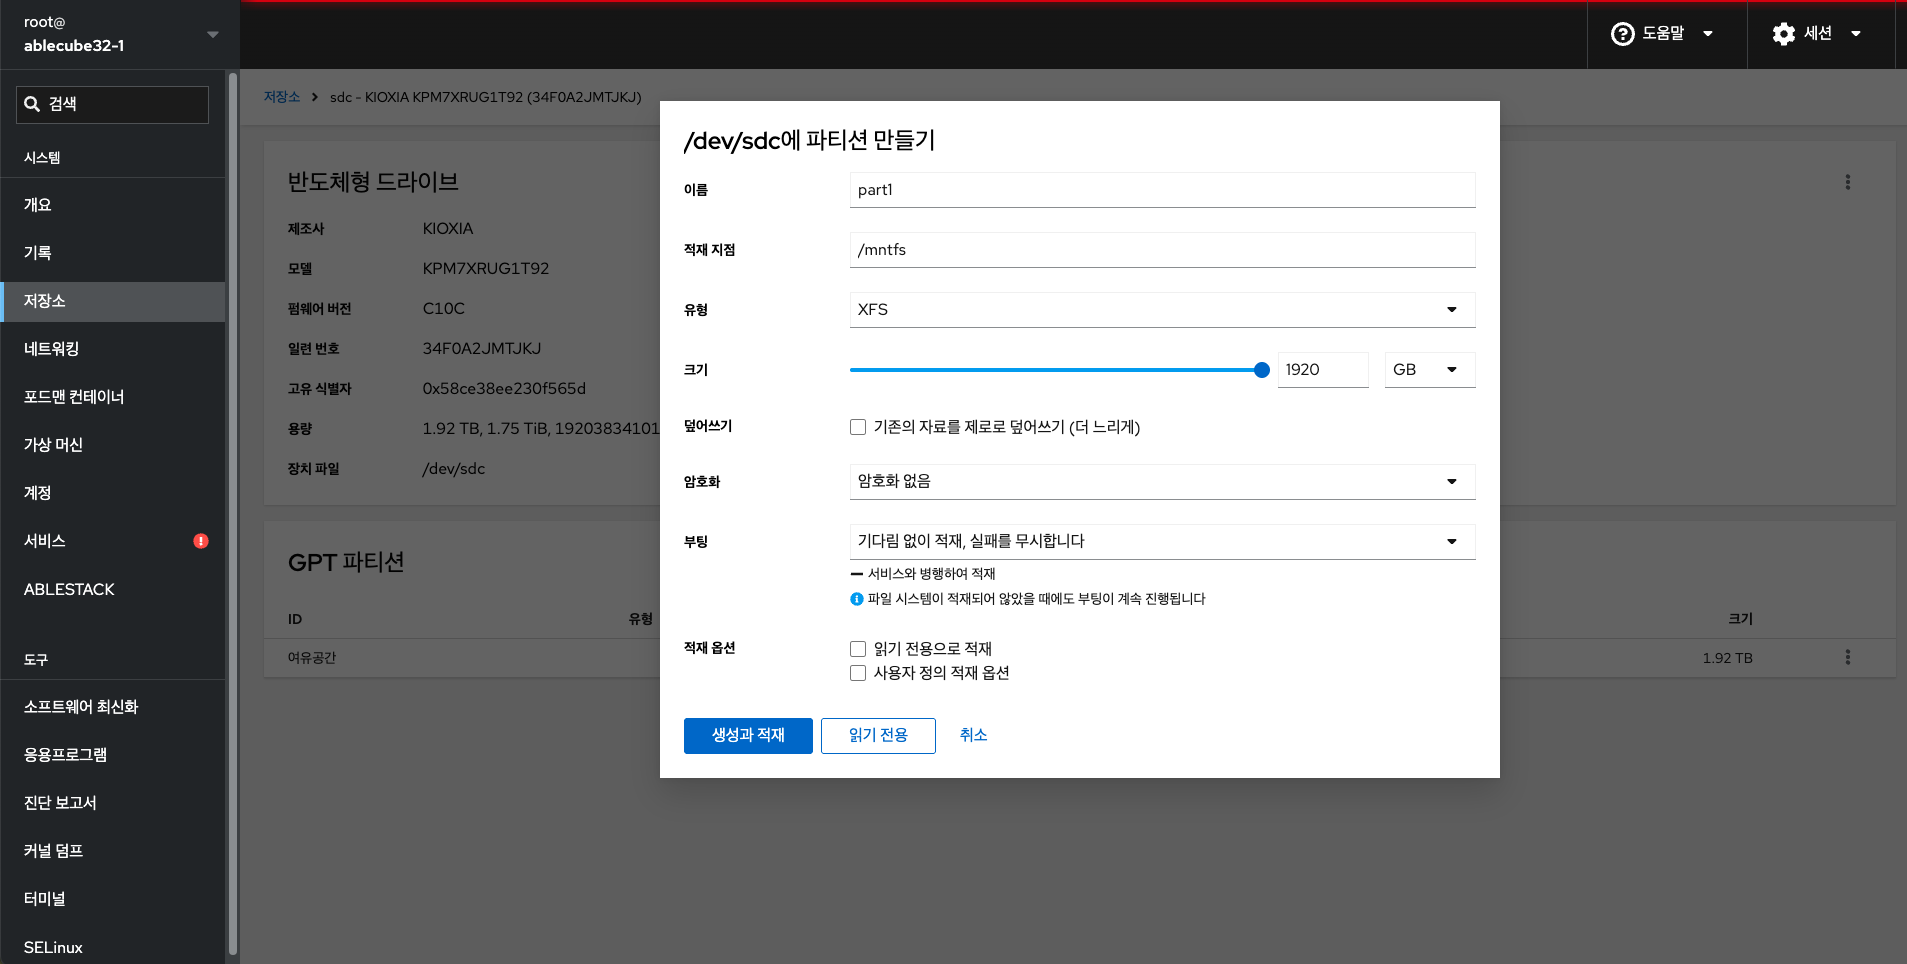 root@
ablecube32-1
도움말
세션
검색
시스템
개요
기록
저장소
네트워킹
포드맨 컨테이너
가상 머신
계정
서비스
ABLESTACK
도구
소프트웨어 최신화
응용프로그램
진단 보고서
커널 덤프
터미널
SELinux
저장소 > sdc - KIOXIA KPM7XRUG1T92 (34F0A2JMTJKJ)
반도체형 드라이브
제조사 KIOXIA
모델 KPM7XRUG1T92
펌웨어 버전 C10C
일련 번호 34F0A2JMTJKJ
고유 식별자 0x58ce38ee230f565d
용량 1.92 TB, 1.75 TiB, 19203834101
장치 파일 /dev/sdc
GPT 파티션
ID 유형 크기
여유공간 1.92 TB
/dev/sdc에 파티션 만들기
이름 part1
적재 지점 /mntfs
유형 XFS
크기 1920 GB
덮어쓰기 기존의 자료를 제로로 덮어쓰기 (더 느리게)
암호화 암호화 없음
부팅 기다림 없이 적재, 실패를 무시합니다
서비스와 병행하여 적재
파일 시스템이 적재되어 않았을 때에도 부팅이 계속 진행됩니다
적재 옵션 읽기 전용으로 적재
사용자 정의 적재 옵션
생성과 적재 읽기 전용 취소